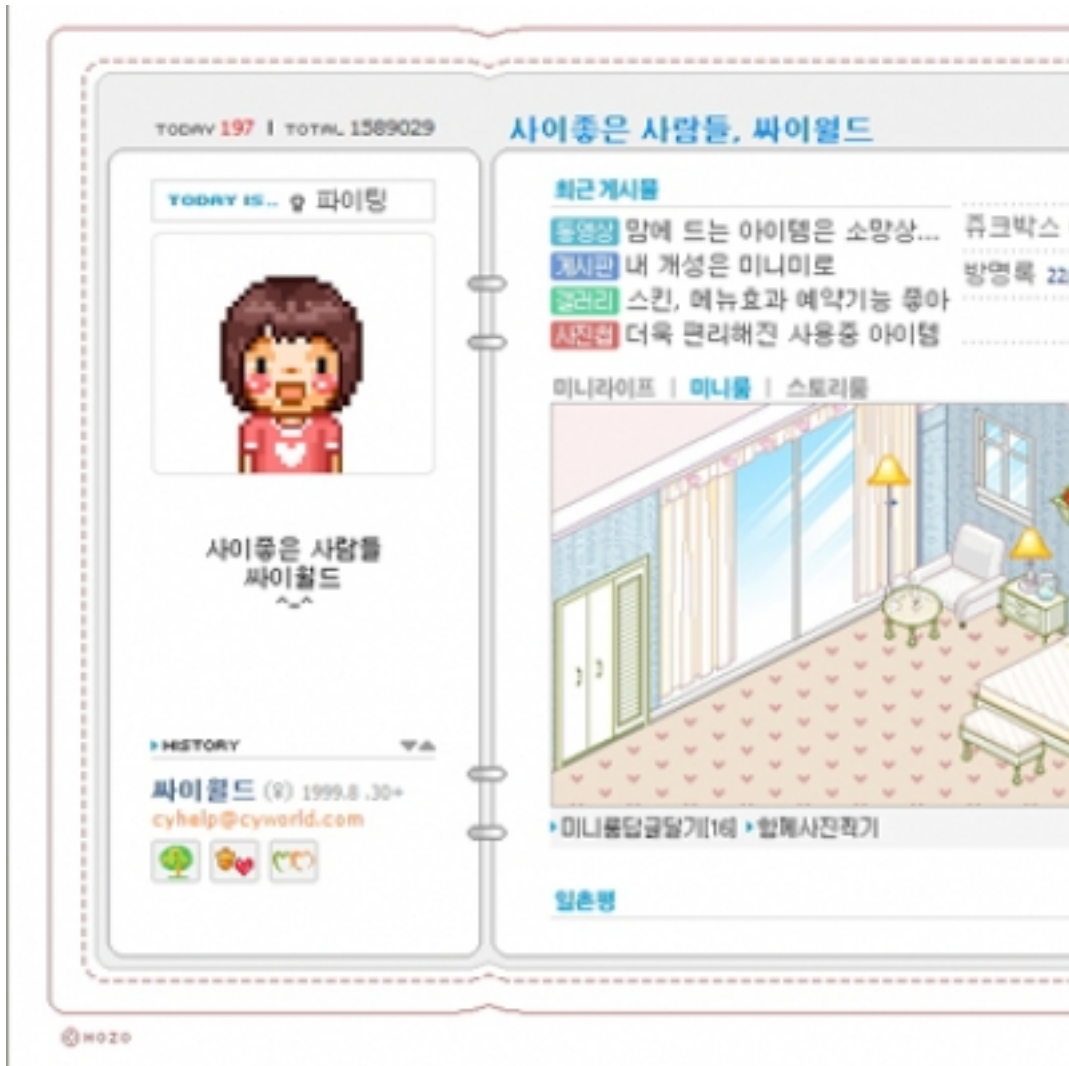 TODAY 197 | TOTAL 1589029
사이좋은 사람들, 싸이월드
TODAY IS.. 파이팅
사이좋은 사람들
싸이월드
^_^
HISTORY
싸이월드 (우) 1999.8 .30+
cyhelp@cyworld.com
최근 게시물
동영상 맘에 드는 아이템은 소망상...
게시판 내 개성은 미니미로
갤러리 스킨, 메뉴효과 예약기능 좋아
사진첩 더욱 편리해진 사용중 아이템
쥬크박스
방명록 22
미니라이프 | 미니룸 | 스토리룸
미니룸답글달기[16] 함께사진찍기
일촌평
©MOZO